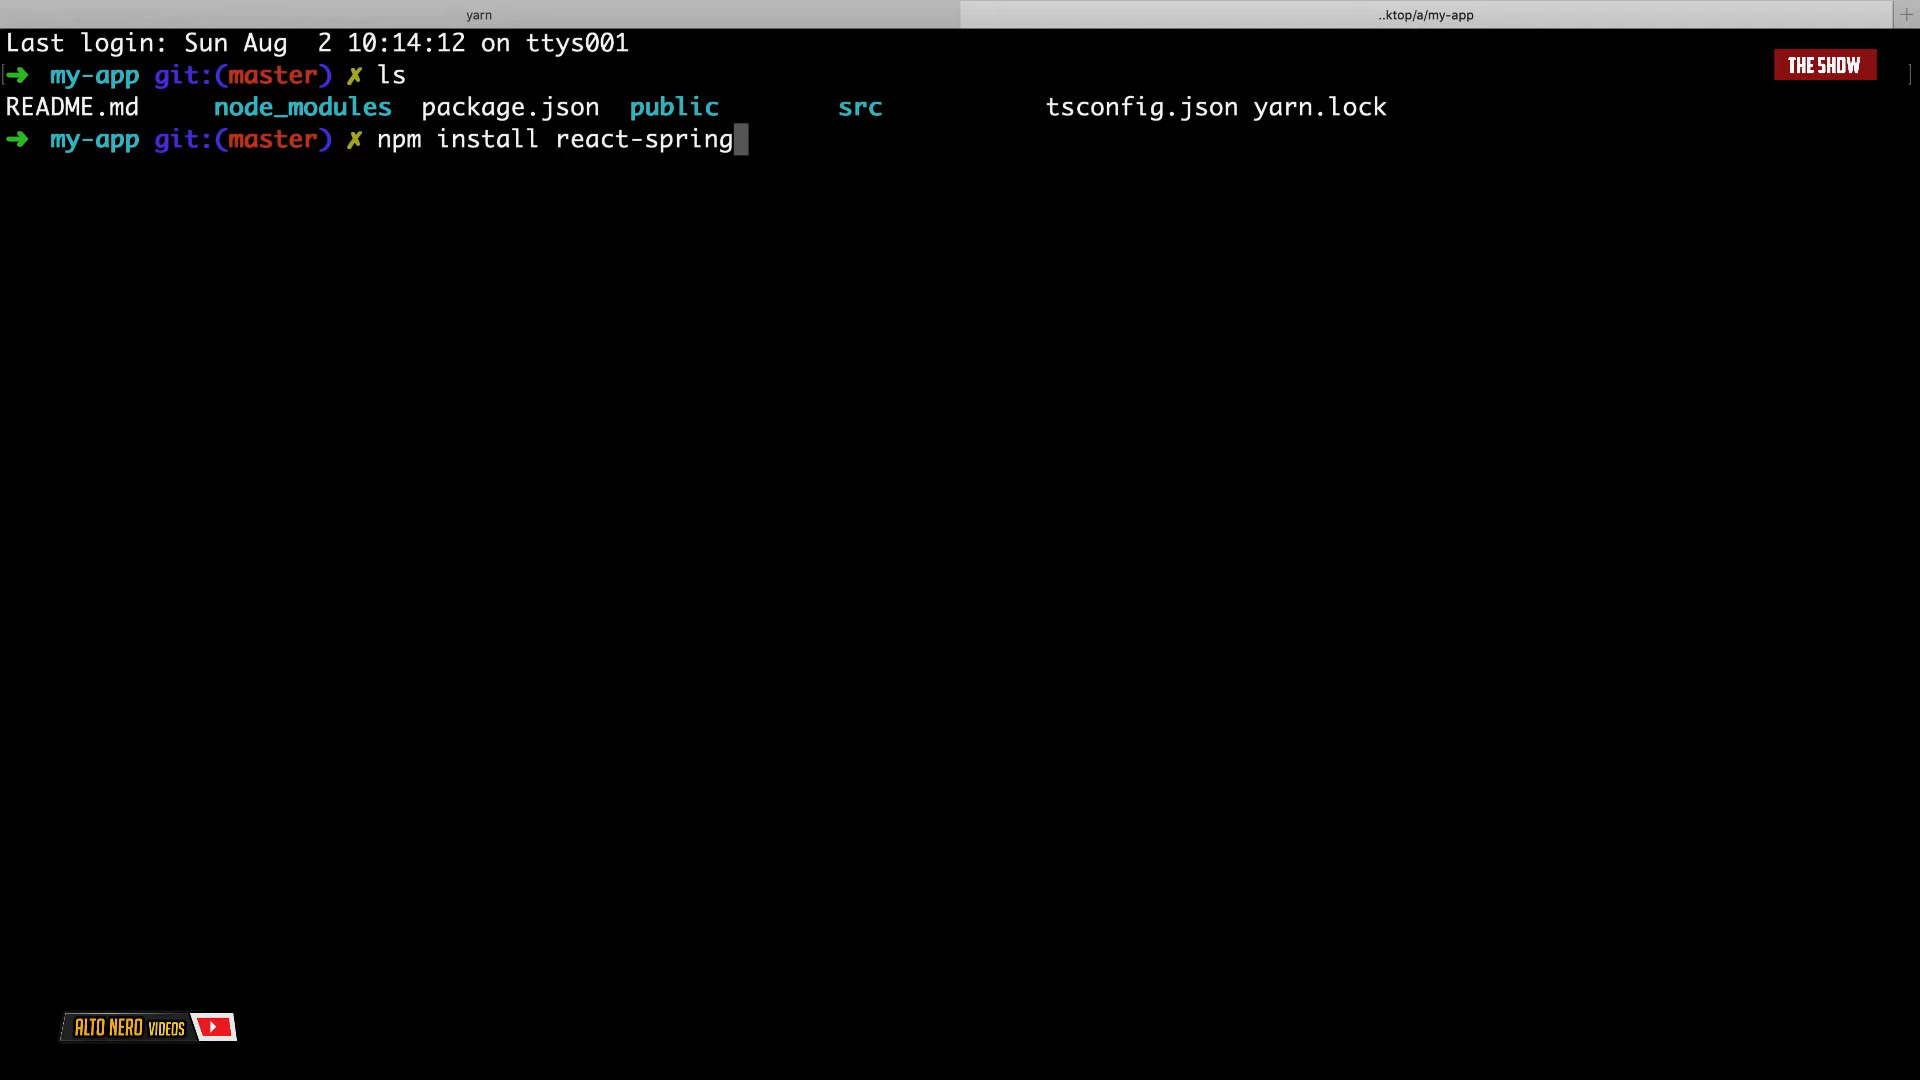 yarn
..ktop/a/my-app
Last login: Sun Aug  2 10:14:12 on ttys001
➜  my-app git:(master) ✗ ls
README.md     node_modules  package.json  public        src           tsconfig.json yarn.lock
➜  my-app git:(master) ✗ npm install react-spring
THE SHOW
ALTO NERO VIDEOS